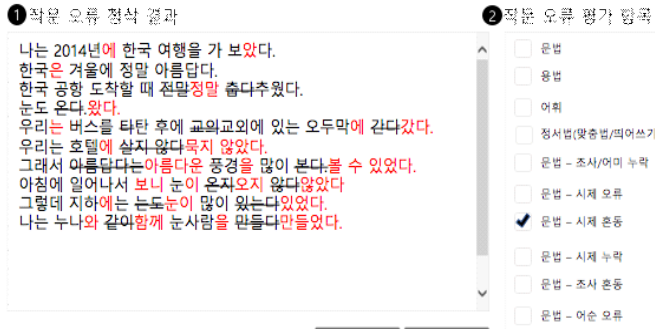 ❶작문 오류 첨삭 결과
나는 2014년에 한국 여행을 가 보았다.
한국은 겨울에 정말 아름답다.
한국 공항 도착할 때 전말정말 춥다추웠다.
눈도 온다.왔다.
우리는 버스를 타탄 후에 교의교외에 있는 오두막에 간다갔다.
우리는 호텔에 살지 않다묵지 않았다.
그래서 아름답다는아름다운 풍경을 많이 본다.볼 수 있었다.
아침에 일어나서 보니 눈이 온지오지 않다않았다
그렇데 지하에는 는도눈이 많이 있는다있었다.
나는 누나와 같이함께 눈사람을 만들다만들었다.
❷작문 오류 평가 항목
문법
용법
어휘
정서법(맞춤법/띄어쓰기
문법 – 조사/어미 누락
문법 – 시제 오류
문법 – 시제 혼동
문법 – 시제 누락
문법 – 조사 혼동
문법 – 어순 오류